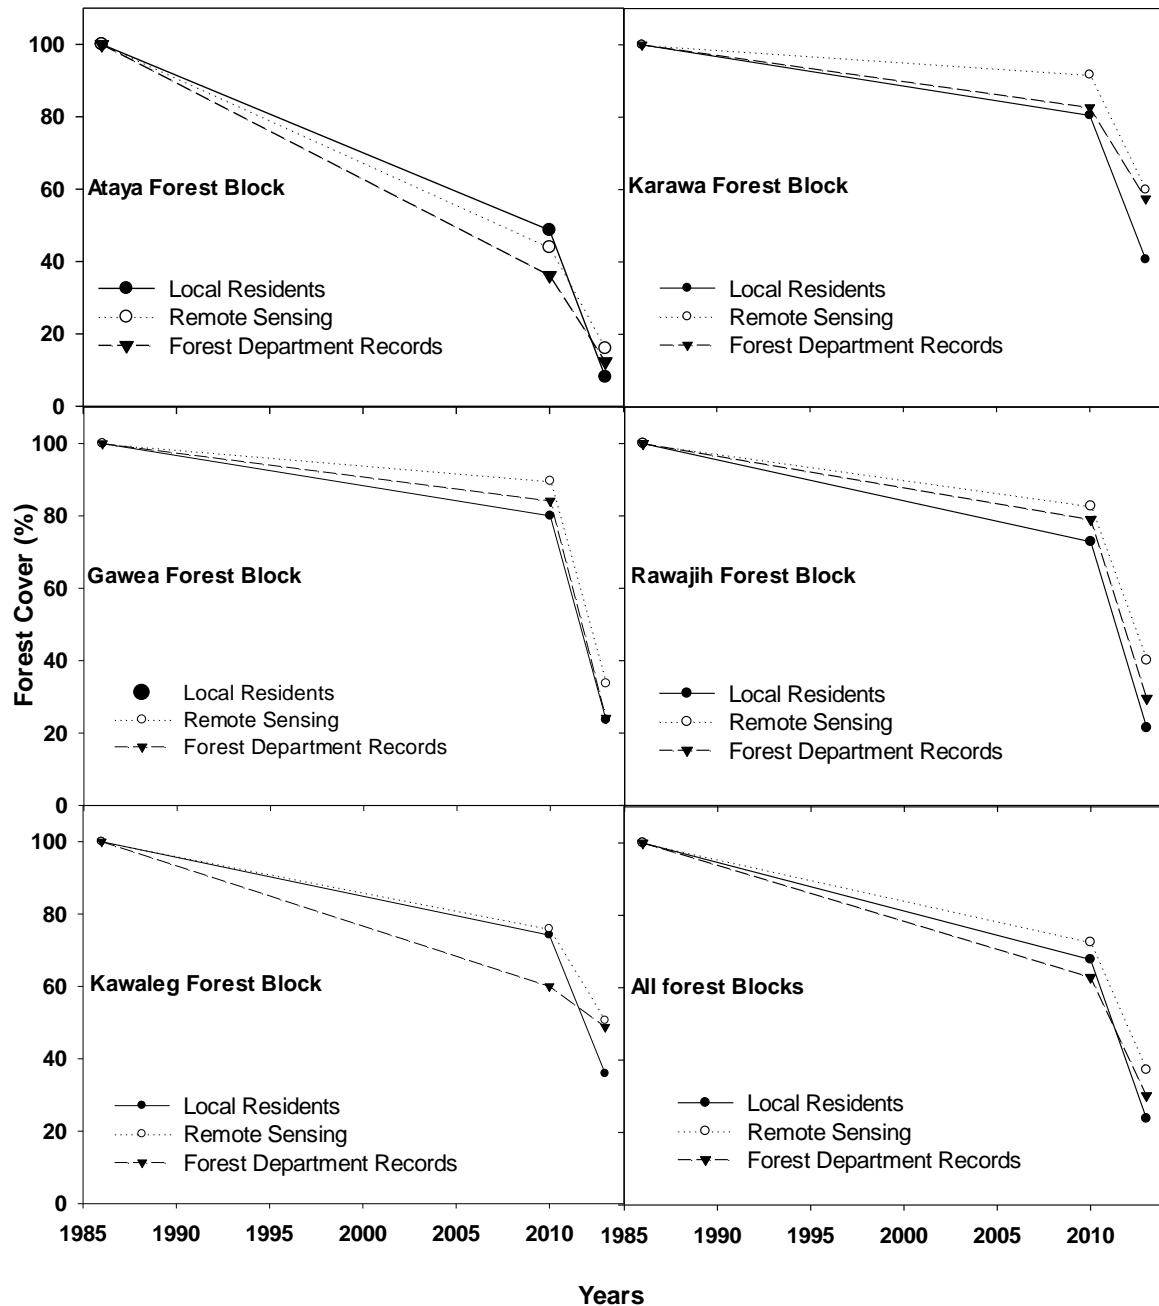 100
80
60
40
20
0
Ataya Forest Block
Local Residents
Remote Sensing
Forest Department Records
Karawa Forest Block
Local Residents
Remote Sensing
Forest Department Records
Forest Cover (%)
100
80
60
40
20
0
Gawea Forest Block
Local Residents
Remote Sensing
Forest Department Records
Rawajih Forest Block
Local Residents
Remote Sensing
Forest Department Records
100
80
60
40
20
0
Kawaleg Forest Block
Local Residents
Remote Sensing
Forest Department Records
All forest Blocks
Local Residents
Remote Sensing
Forest Department Records
1985 1990 1995 2000 2005 2010 1985 1990 1995 2000 2005 2010
Years